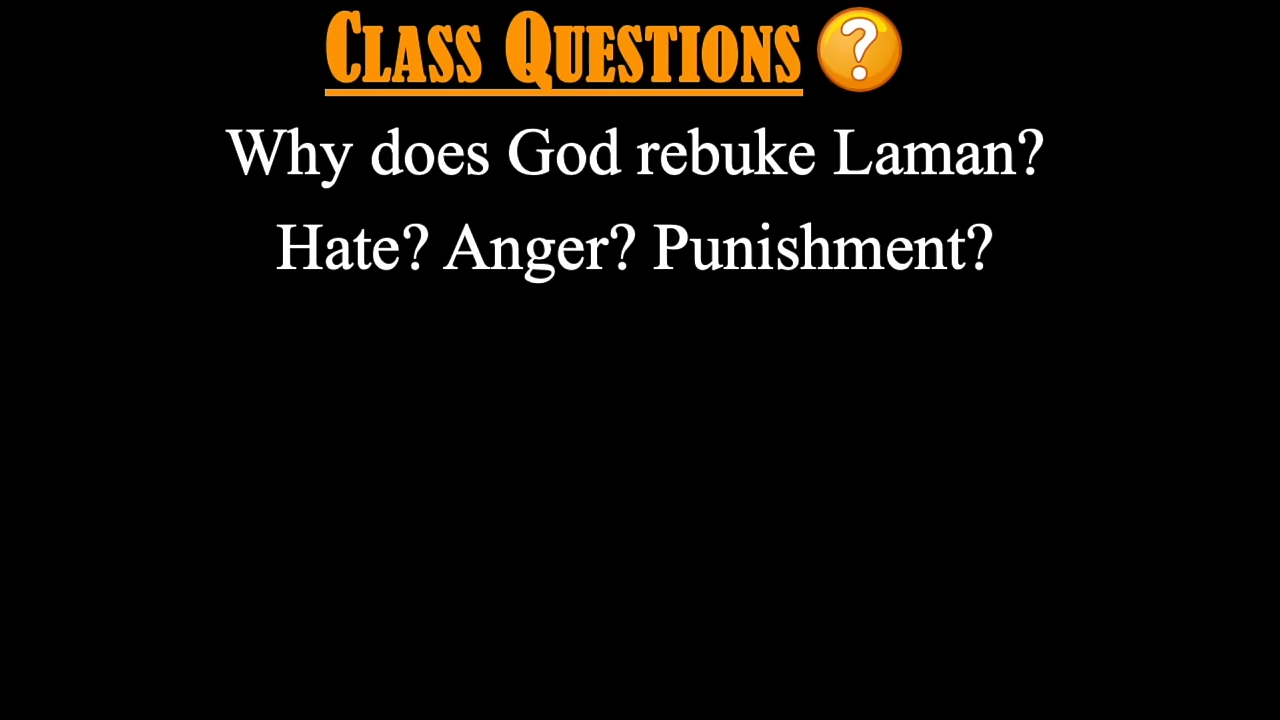 Class Questions
Why does God rebuke Laman?
Hate? Anger? Punishment?